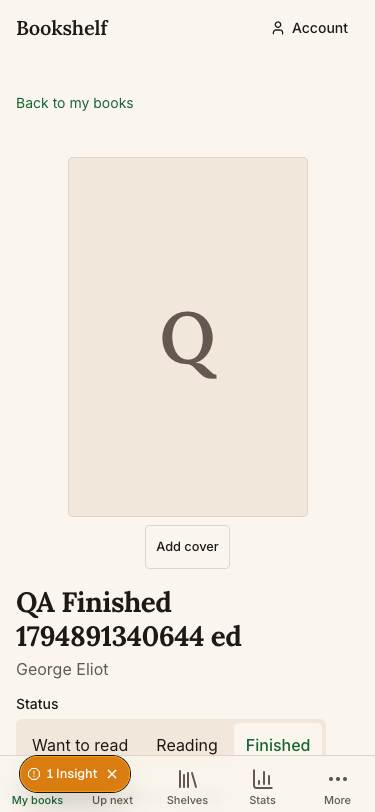 Bookshelf
Account
Back to my books
Q
Add cover
QA Finished
1794891340644 ed
George Eliot
Status
Want to read Reading Finished
1 Insight
My books Up next Shelves Stats More